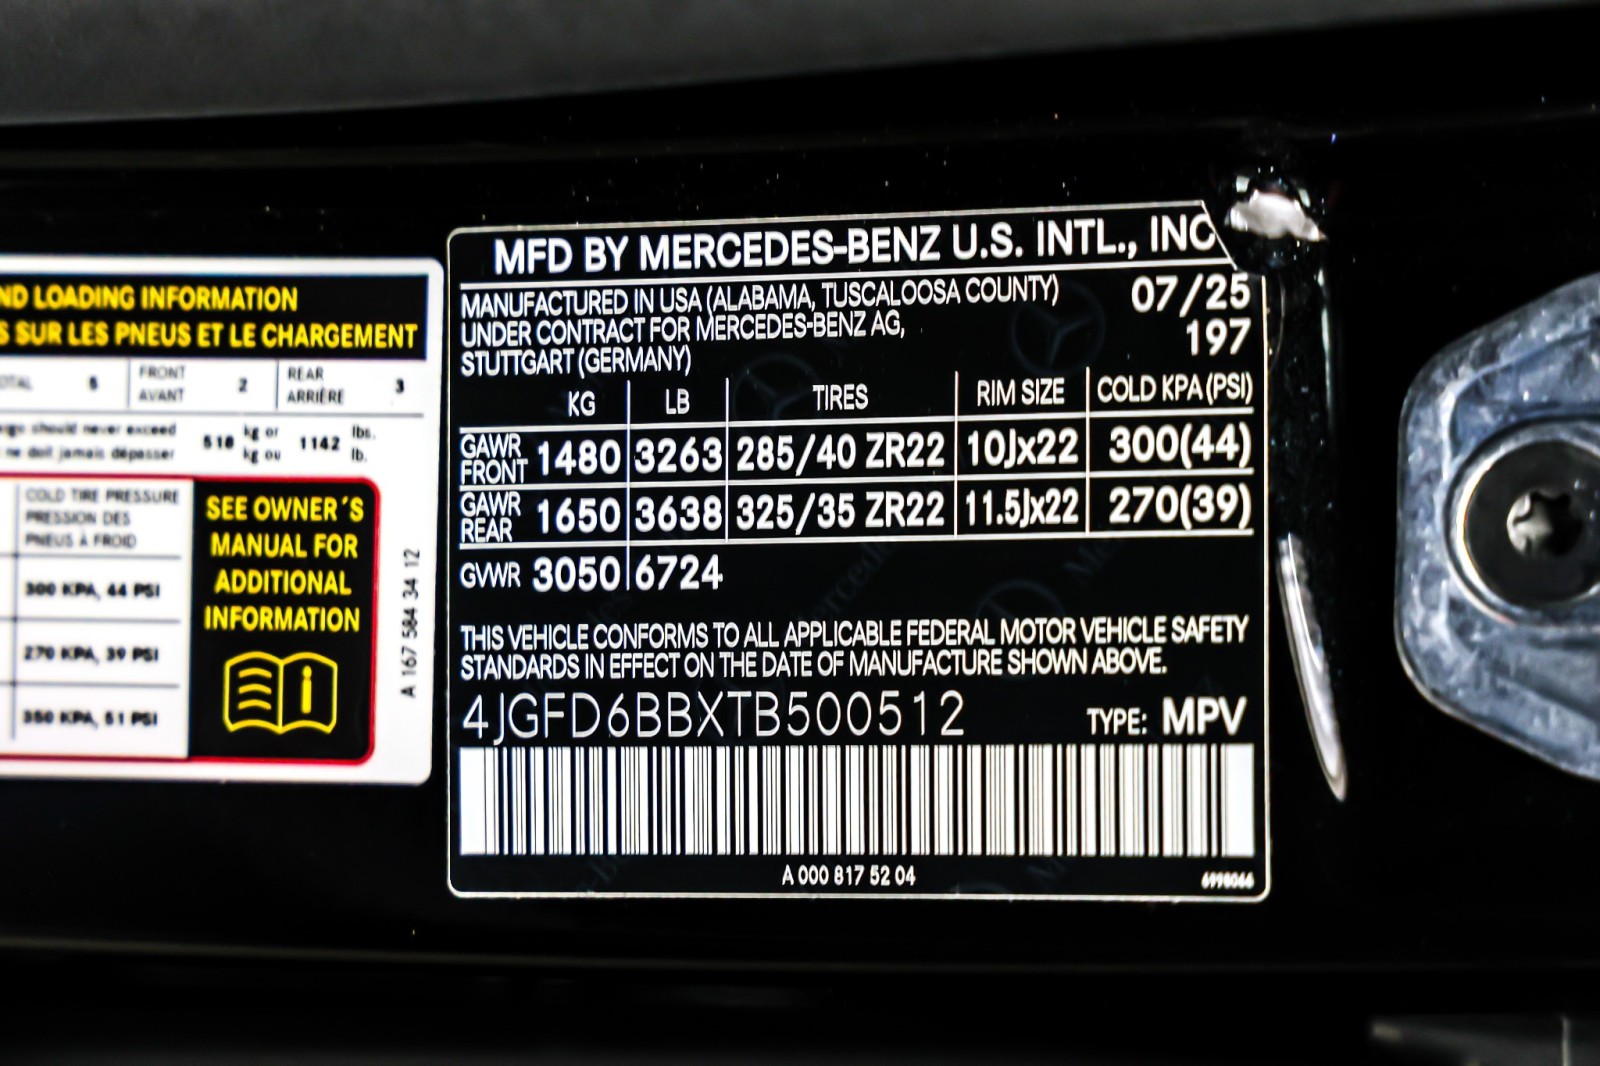 ND LOADING INFORMATION
S SUR LES PNEUS ET LE CHARGEMENT
FRONT
AVANT
2
REAR
ARRIÈRE
3
should never exceed
ne doit jamais dépasser
518
kg or
kg ou
1142
lbs.
lb.
COLD TIRE PRESSURE
PRESSION DES
PNEUS À FROID
300 KPA, 44 PSI
270 KPA, 39 PSI
350 KPA, 51 PSI
SEE OWNER´S
MANUAL FOR
ADDITIONAL
INFORMATION
A 167 584 34 12
MFD BY MERCEDES-BENZ U.S. INTL., INC
MANUFACTURED IN USA (ALABAMA, TUSCALOOSA COUNTY) 07/25
UNDER CONTRACT FOR MERCEDES-BENZ AG, 197
STUTTGART (GERMANY)
KG LB TIRES RIM SIZE COLD KPA (PSI)
GAWR
FRONT 1480 3263 285/40 ZR22 10Jx22 300(44)
GAWR
REAR 1650 3638 325/35 ZR22 11.5Jx22 270(39)
GVWR 3050 6724
THIS VEHICLE CONFORMS TO ALL APPLICABLE FEDERAL MOTOR VEHICLE SAFETY
STANDARDS IN EFFECT ON THE DATE OF MANUFACTURE SHOWN ABOVE.
4JGFD6BBXTB500512 TYPE: MPV
A 000 817 52 04